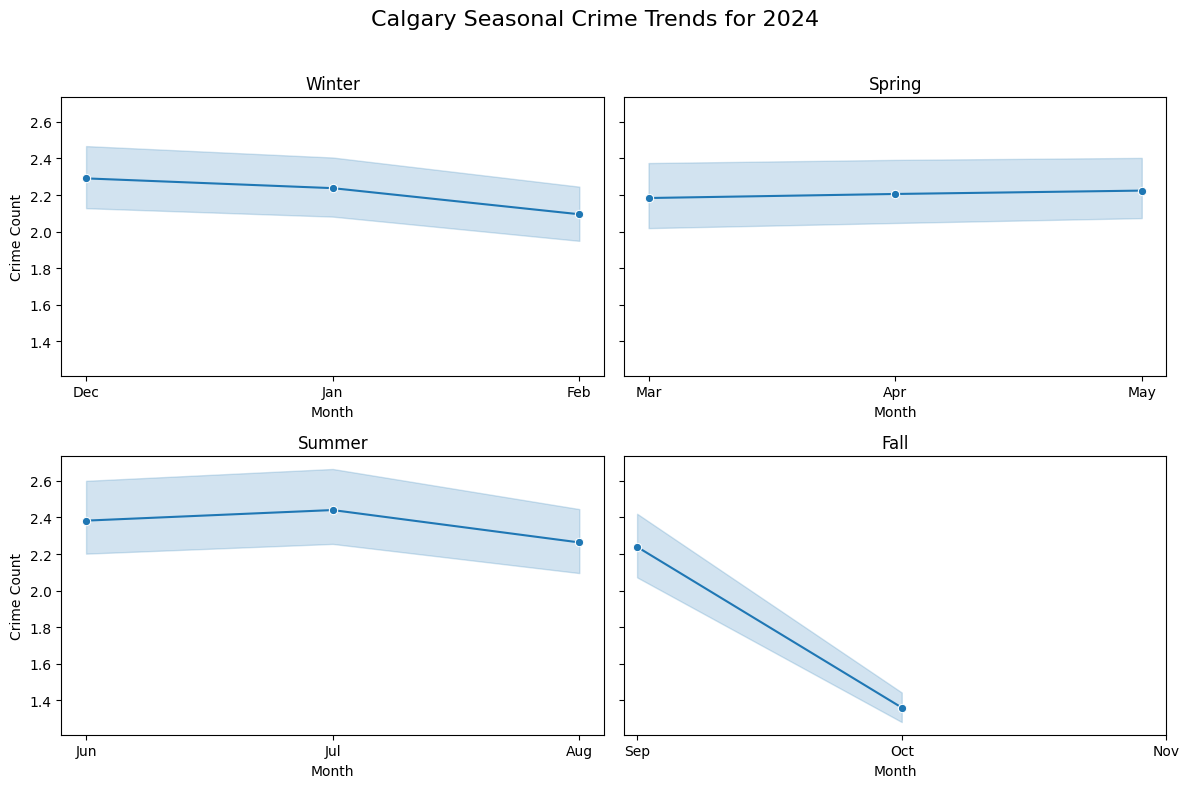 Calgary Seasonal Crime Trends for 2024
Winter
Crime Count
2.6
2.4
2.2
2.0
1.8
1.6
1.4
Dec Jan Feb
Month
Spring
Mar Apr May
Month
Summer
Crime Count
2.6
2.4
2.2
2.0
1.8
1.6
1.4
Jun Jul Aug
Month
Fall
Sep Oct Nov
Month